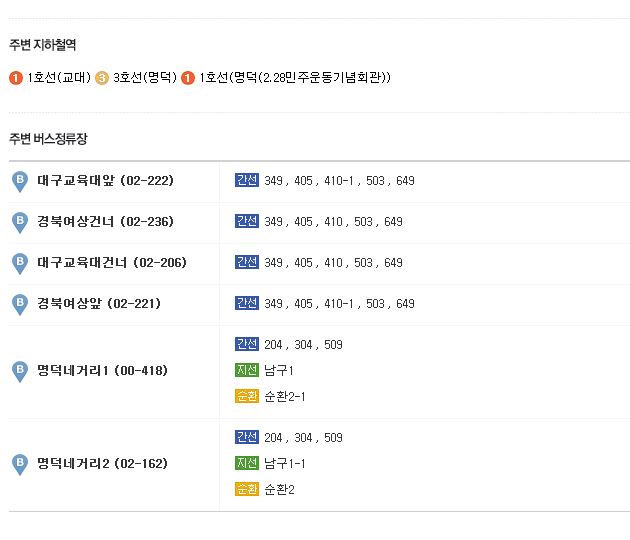 주변 지하철역
1 1호선(교대) 3 3호선(명덕) 1 1호선(명덕(2.28민주운동기념회관))
주변 버스정류장
B 대구교육대앞 (02-222) 간선 349 , 405 , 410-1 , 503 , 649
B 경북여상건너 (02-236) 간선 349 , 405 , 410 , 503 , 649
B 대구교육대건너 (02-206) 간선 349 , 405 , 410 , 503 , 649
B 경북여상앞 (02-221) 간선 349 , 405 , 410-1 , 503 , 649
B 명덕네거리1 (00-418) 간선 204 , 304 , 509
지선 남구1
순환 순환2-1
B 명덕네거리2 (02-162) 간선 204 , 304 , 509
지선 남구1-1
순환 순환2